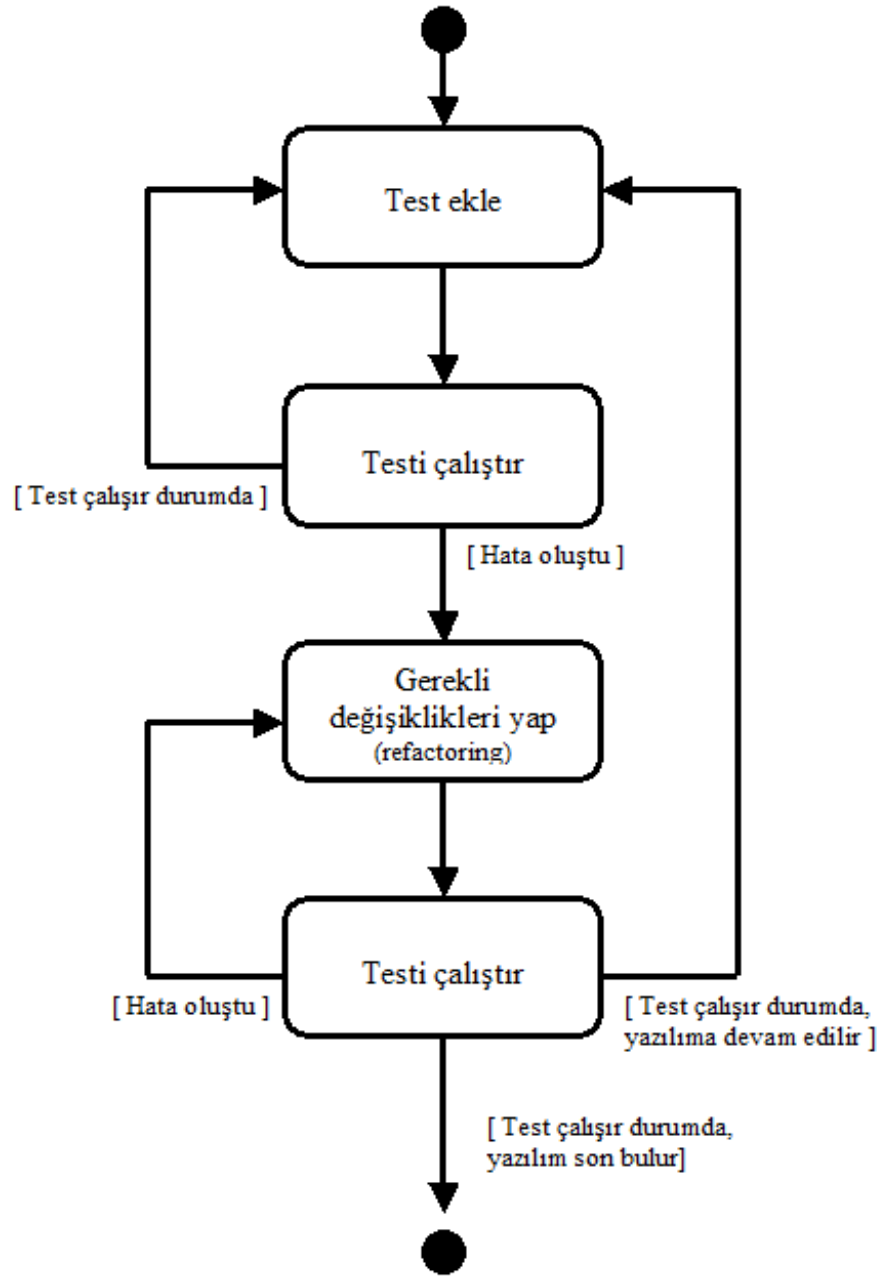 Test ekle
Testi çalıştır
[ Test çalışır durumda ]
[ Hata oluştu ]
Gerekli
değişiklikleri yap
(refactoring)
Testi çalıştır
[ Hata oluştu ]
[ Test çalışır durumda,
yazılıma devam edilir ]
[ Test çalışır durumda,
yazılım son bulur]